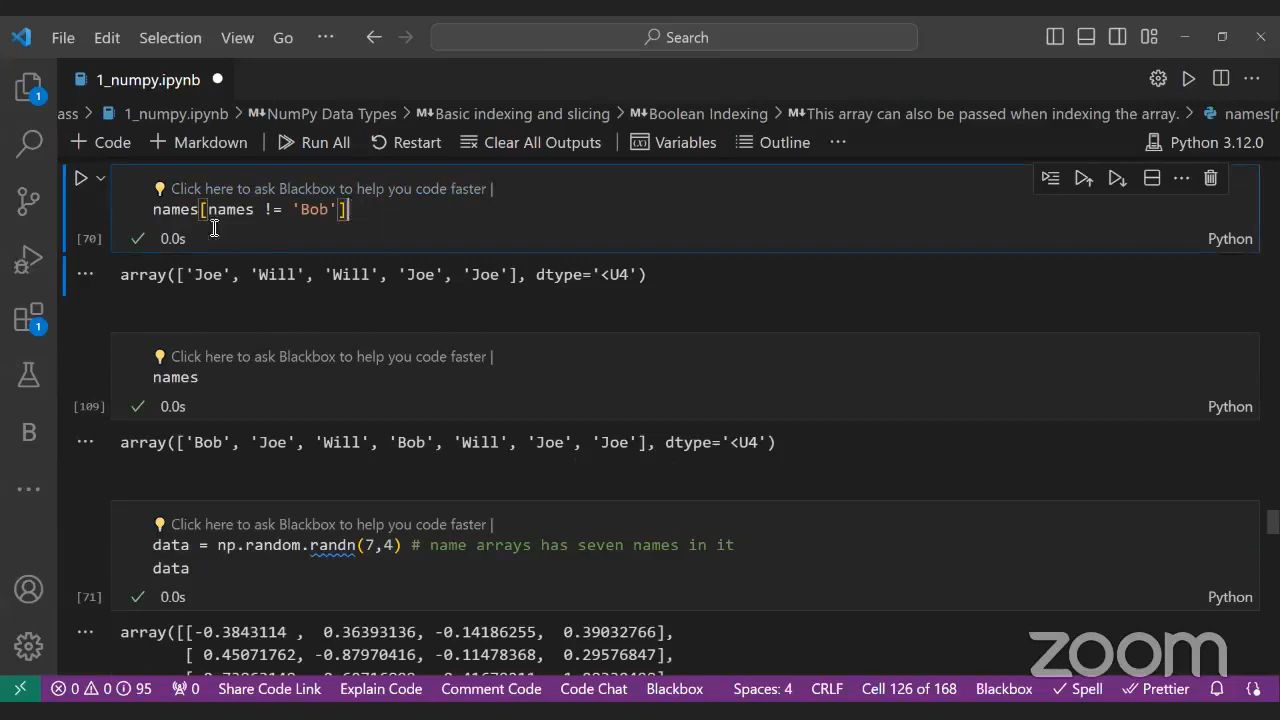 File Edit Selection View Go ··· Search
1_numpy.ipynb
ass > 1_numpy.ipynb > NumPy Data Types > Basic indexing and slicing > Boolean Indexing > This array can also be passed when indexing the array. > names[n
+ Code + Markdown Run All Restart Clear All Outputs Variables Outline ··· Python 3.12.0
Click here to ask Blackbox to help you code faster |
names[names != 'Bob']
[70] 0.0s Python
··· array(['Joe', 'Will', 'Will', 'Joe', 'Joe'], dtype='<U4')
Click here to ask Blackbox to help you code faster |
names
[109] 0.0s Python
··· array(['Bob', 'Joe', 'Will', 'Bob', 'Will', 'Joe', 'Joe'], dtype='<U4')
Click here to ask Blackbox to help you code faster |
data = np.random.randn(7,4) # name arrays has seven names in it
data
[71] 0.0s Python
··· array([[-0.3843114 , 0.36393136, -0.14186255, 0.39032766],
[ 0.45071762, -0.87970416, -0.11478368, 0.29576847],
1
1
B
zoom
0 0 95 0 Share Code Link Explain Code Comment Code Code Chat Blackbox Spaces: 4 CRLF Cell 126 of 168 Blackbox Spell Prettier